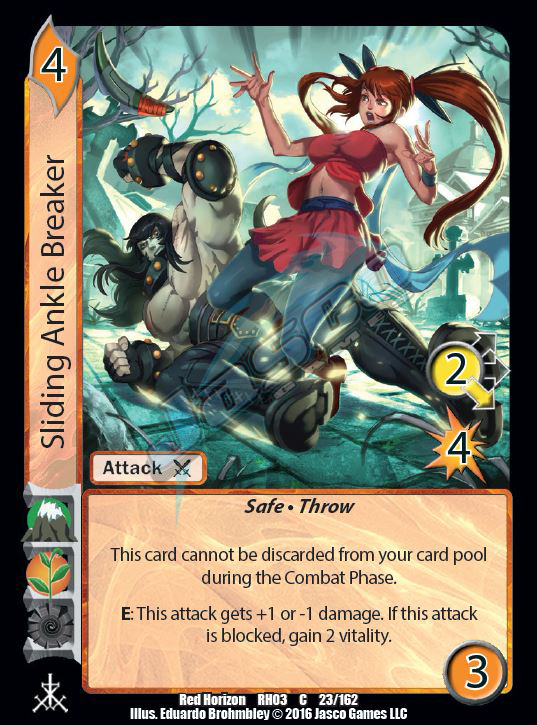 4
Sliding Ankle Breaker
2
4
Attack
Safe • Throw
This card cannot be discarded from your card pool
during the Combat Phase.
E: This attack gets +1 or -1 damage. If this attack
is blocked, gain 2 vitality.
3
Red Horizon RH03 C 23/162
Illus. Eduardo Brohmbley © 2016 Jasco Games LLC